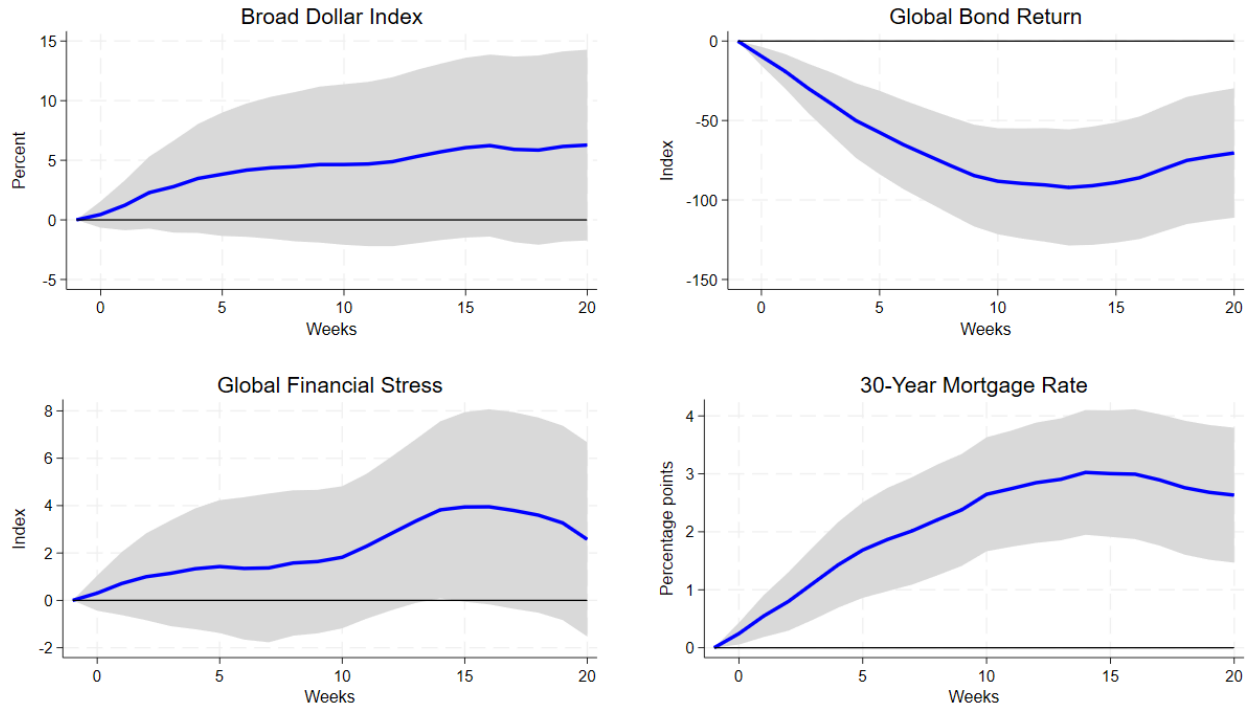 Broad Dollar Index
15
10
5
0
-5
Percent
0 5 10 15 20
Weeks
Global Bond Return
0
-50
-100
-150
Index
0 5 10 15 20
Weeks
Global Financial Stress
8
6
4
2
0
-2
Index
0 5 10 15 20
Weeks
30-Year Mortgage Rate
4
3
2
1
0
Percentage points
0 5 10 15 20
Weeks